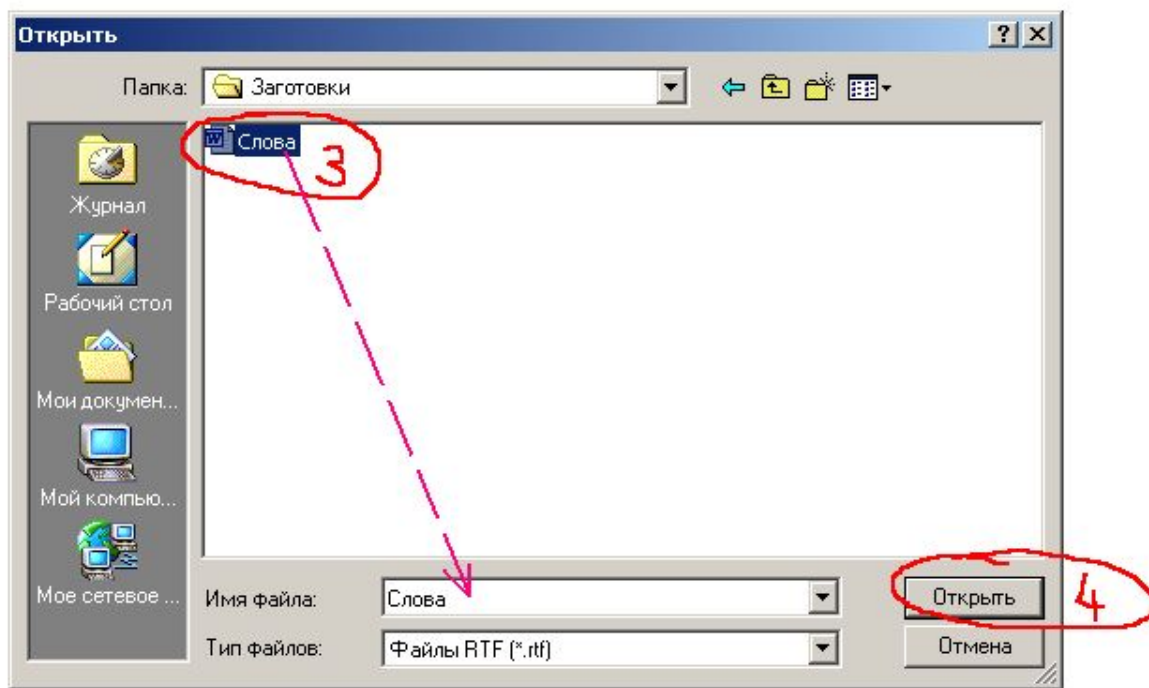 Открыть
Папка: Заготовки
Слова
3
Журнал
Рабочий стол
Мои докумен...
Мой компью...
Мое сетевое ...
Имя файла: Слова
Открыть
4
Тип файлов: Файлы RTF (*.rtf)
Отмена